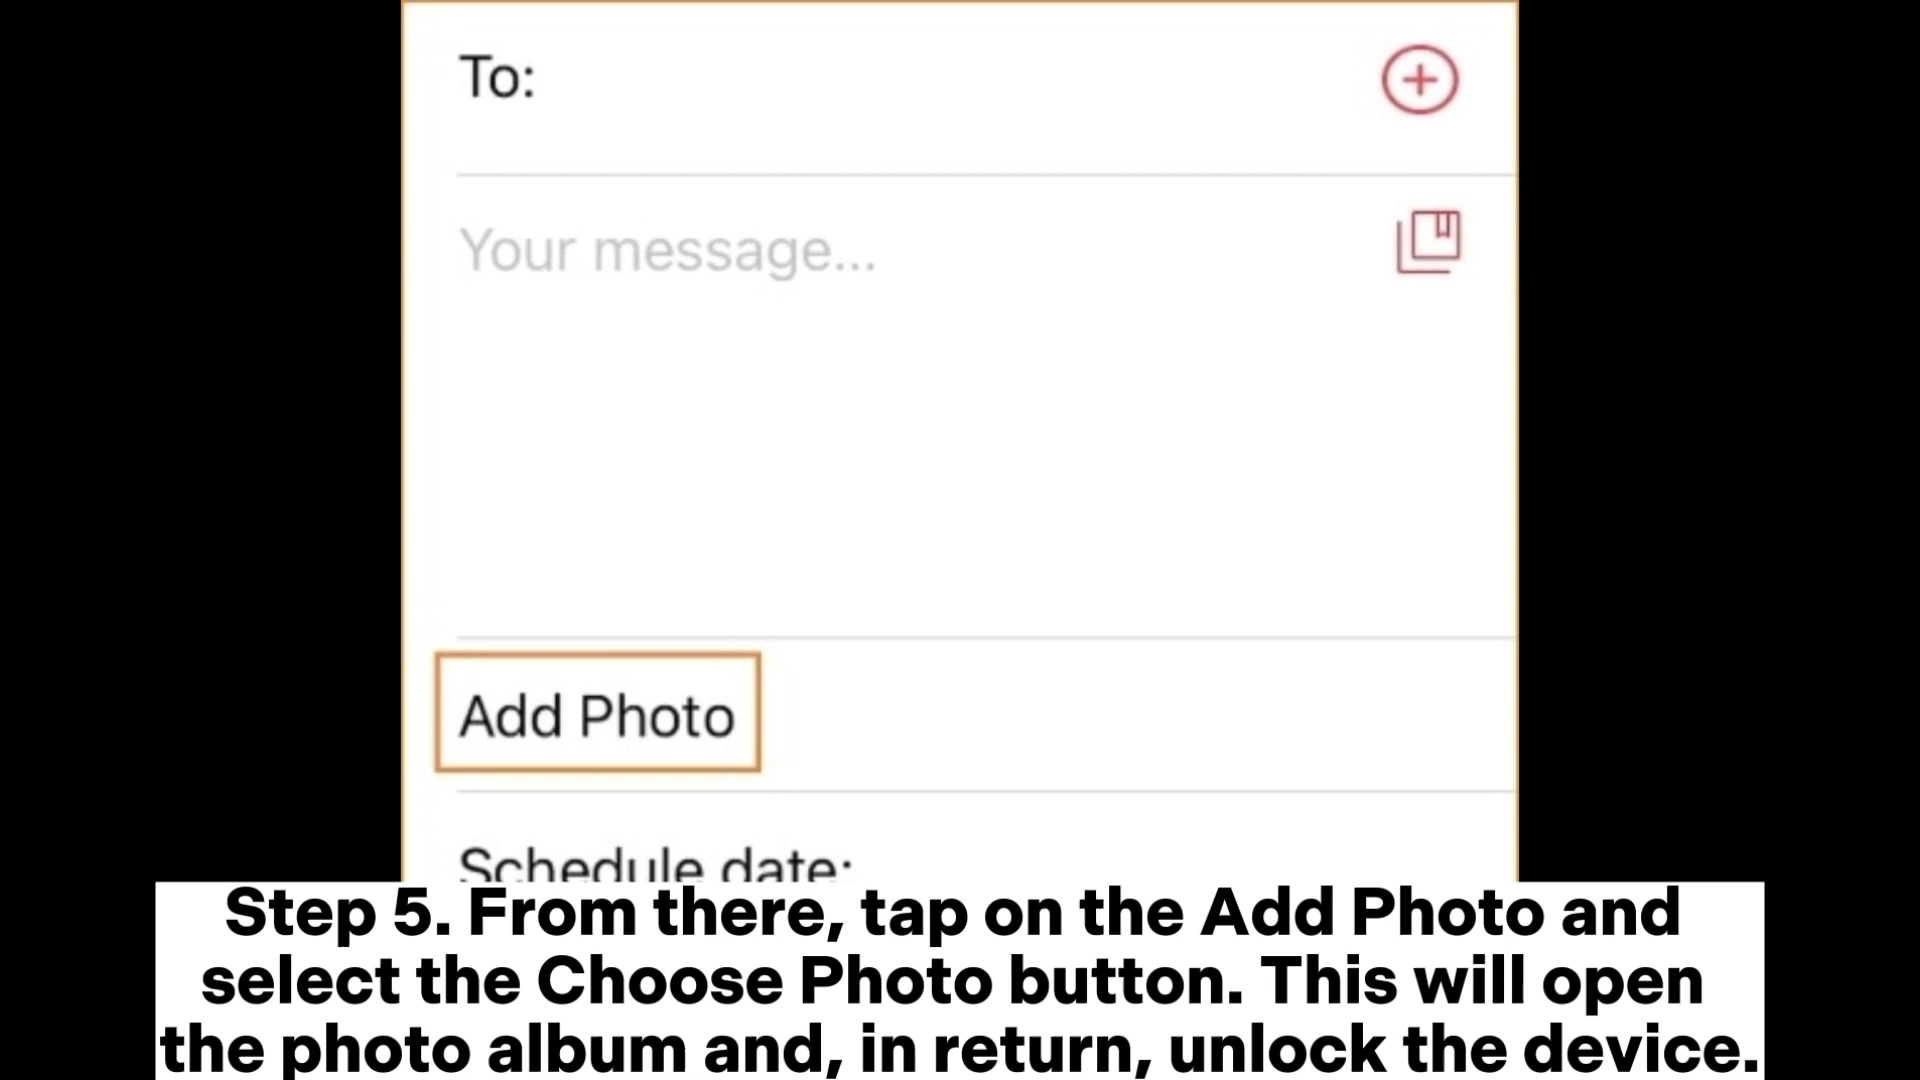 To:
Your message...
Add Photo
Schedule date:
Step 5. From there, tap on the Add Photo and
select the Choose Photo button. This will open
the photo album and, in return, unlock the device.